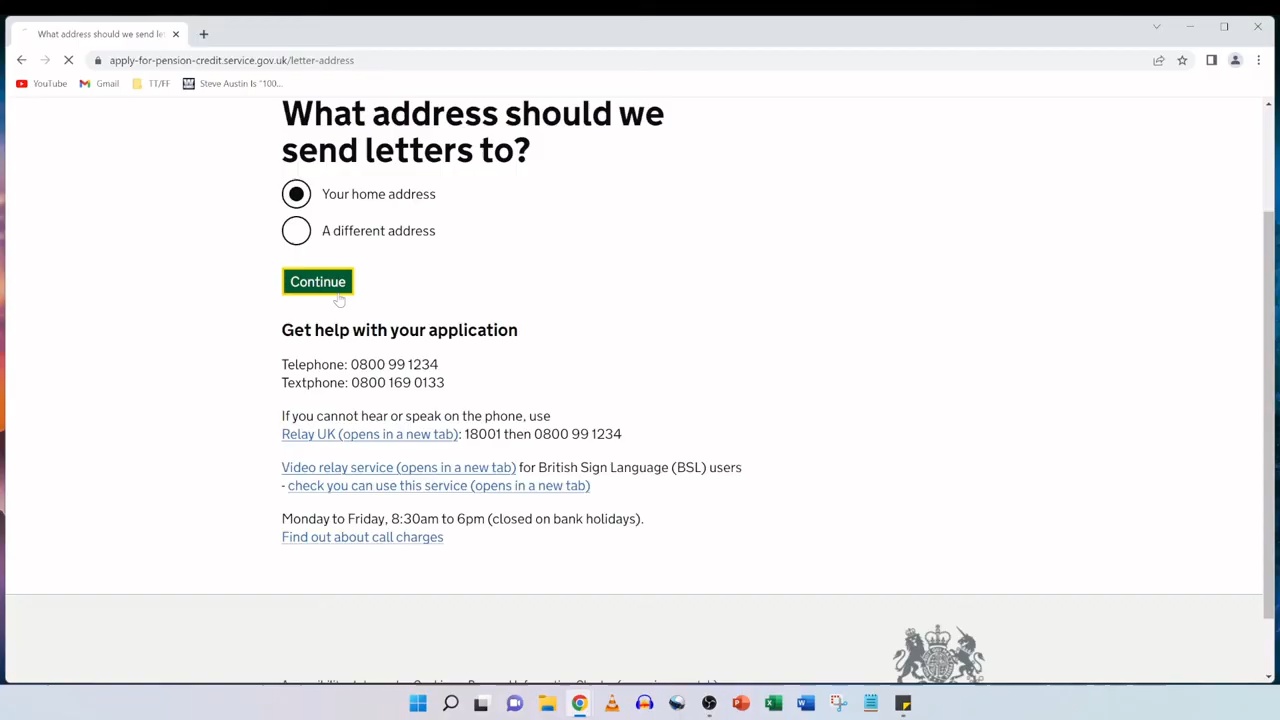 What address should we send let
apply-for-pension-credit.service.gov.uk/letter-address
YouTube
Gmail
TT/FF
Steve Austin Is "100...
What address should we
send letters to?
Your home address
A different address
Continue
Get help with your application
Telephone: 0800 99 1234
Textphone: 0800 169 0133
If you cannot hear or speak on the phone, use
Relay UK (opens in a new tab): 18001 then 0800 99 1234
Video relay service (opens in a new tab) for British Sign Language (BSL) users
- check you can use this service (opens in a new tab)
Monday to Friday, 8:30am to 6pm (closed on bank holidays).
Find out about call charges